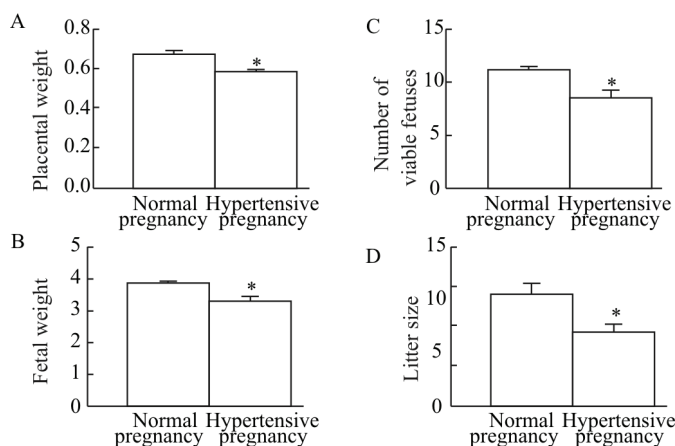 A
Placental weight
0.8
0.6
0.4
0.2
0.0
*
Normal
pregnancy
Hypertensive
pregnancy
B
Fetal weight
5
4
3
2
1
0
*
Normal
pregnancy
Hypertensive
pregnancy
C
Number of
viable fetuses
15
10
5
0
*
Normal
pregnancy
Hypertensive
pregnancy
D
Litter size
15
10
5
0
*
Normal
pregnancy
Hypertensive
pregnancy